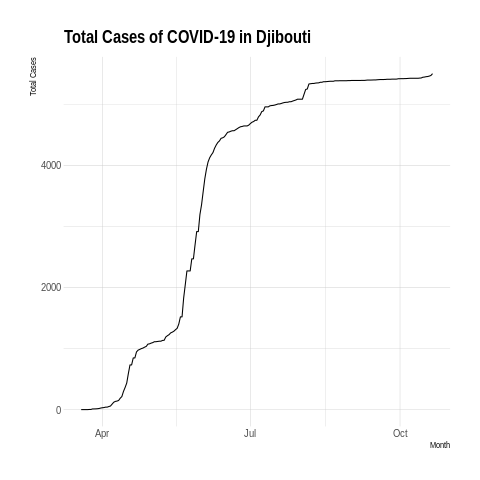 Total Cases of COVID-19 in Djibouti
Total Cases
4000
2000
0
Apr
Jul
Oct
Month